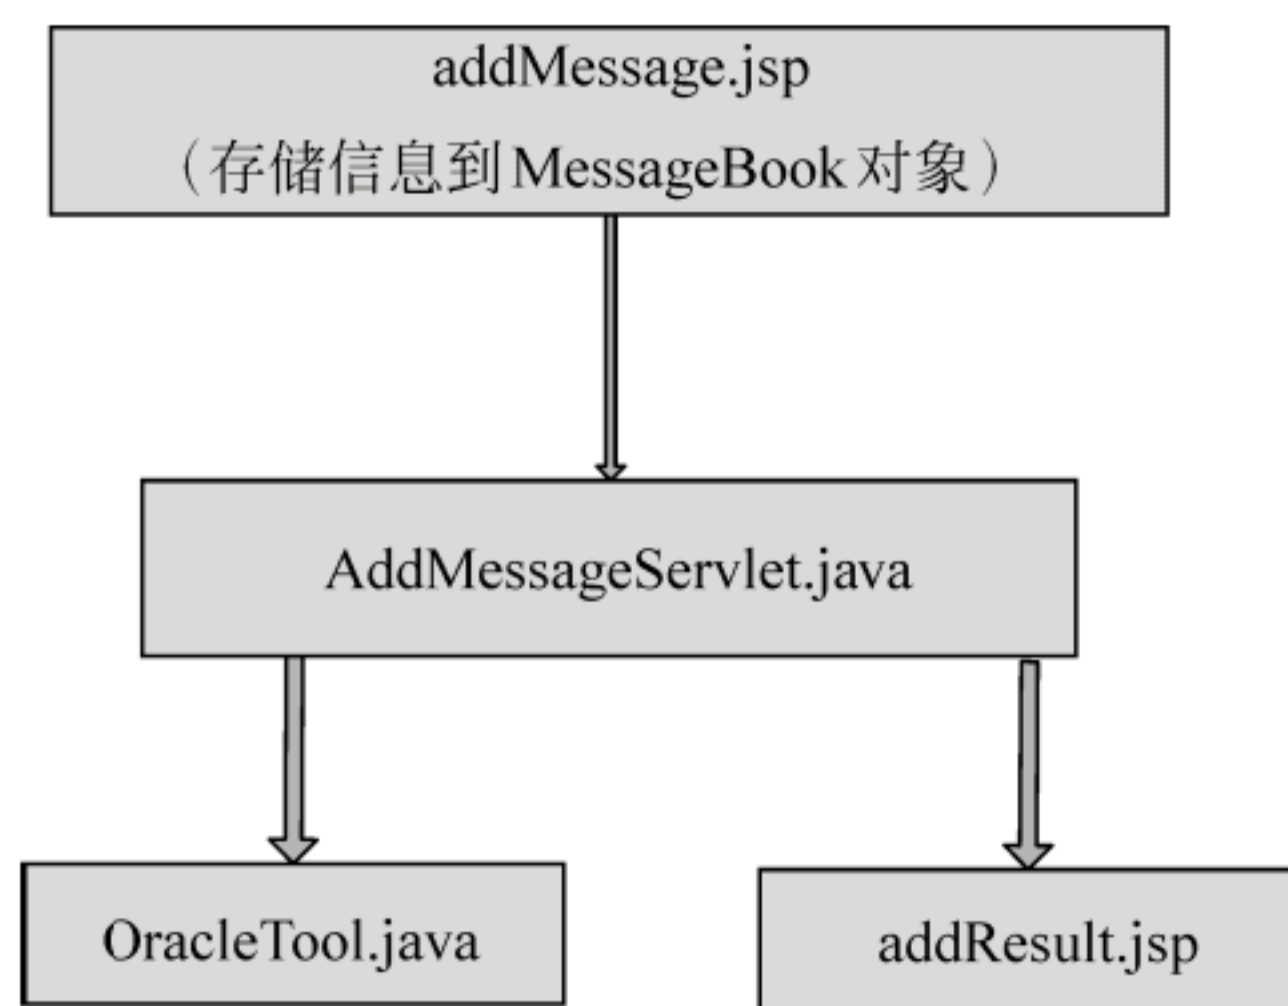 addMessage.jsp
（存储信息到MessageBook对象）
AddMessageServlet.java
OracleTool.java
addResult.jsp